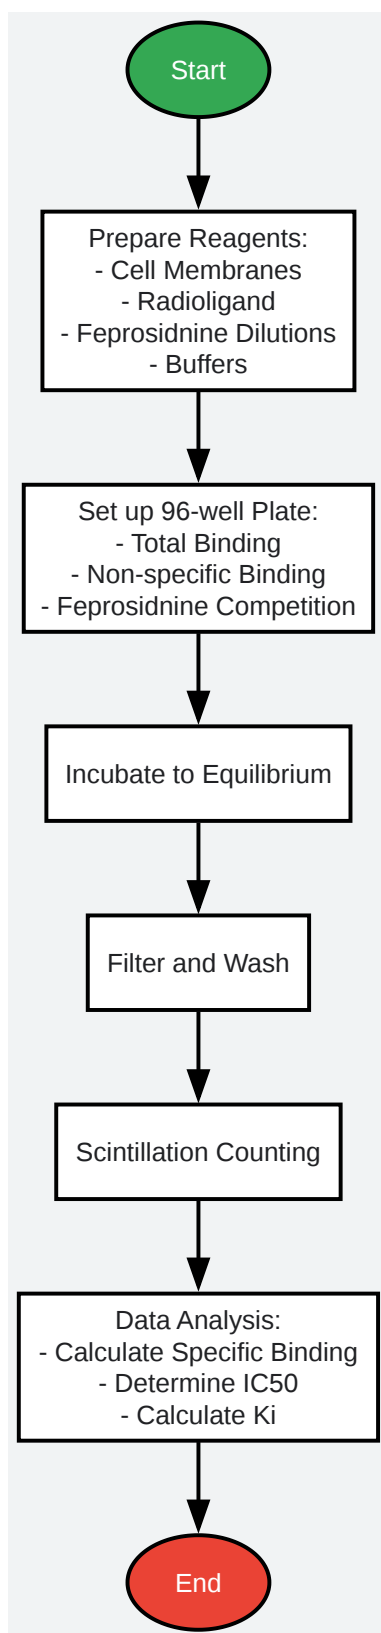 Start
Prepare Reagents:
- Cell Membranes
- Radioligand
- Feprosidnine Dilutions
- Buffers
Set up 96-well Plate:
- Total Binding
- Non-specific Binding
- Feprosidnine Competition
Incubate to Equilibrium
Filter and Wash
Scintillation Counting
Data Analysis:
- Calculate Specific Binding
- Determine IC50
- Calculate Ki
End